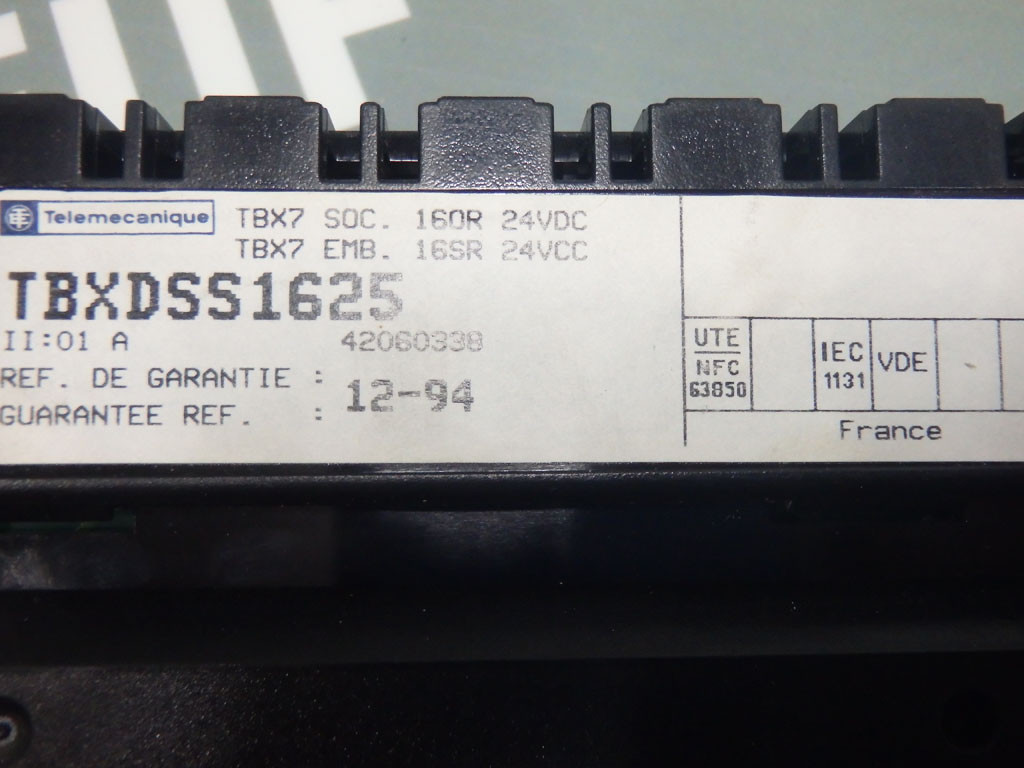 Telemecanique TBX7 SOC. 16OR 24VDC
TBX7 EMB. 16SR 24VCC
TBXDSS1625
II:01 A 42060338
REF. DE GARANTIE :
GUARANTEE REF. : 12-94
UTE
NFC
63850
IEC
1131
VDE
-
France